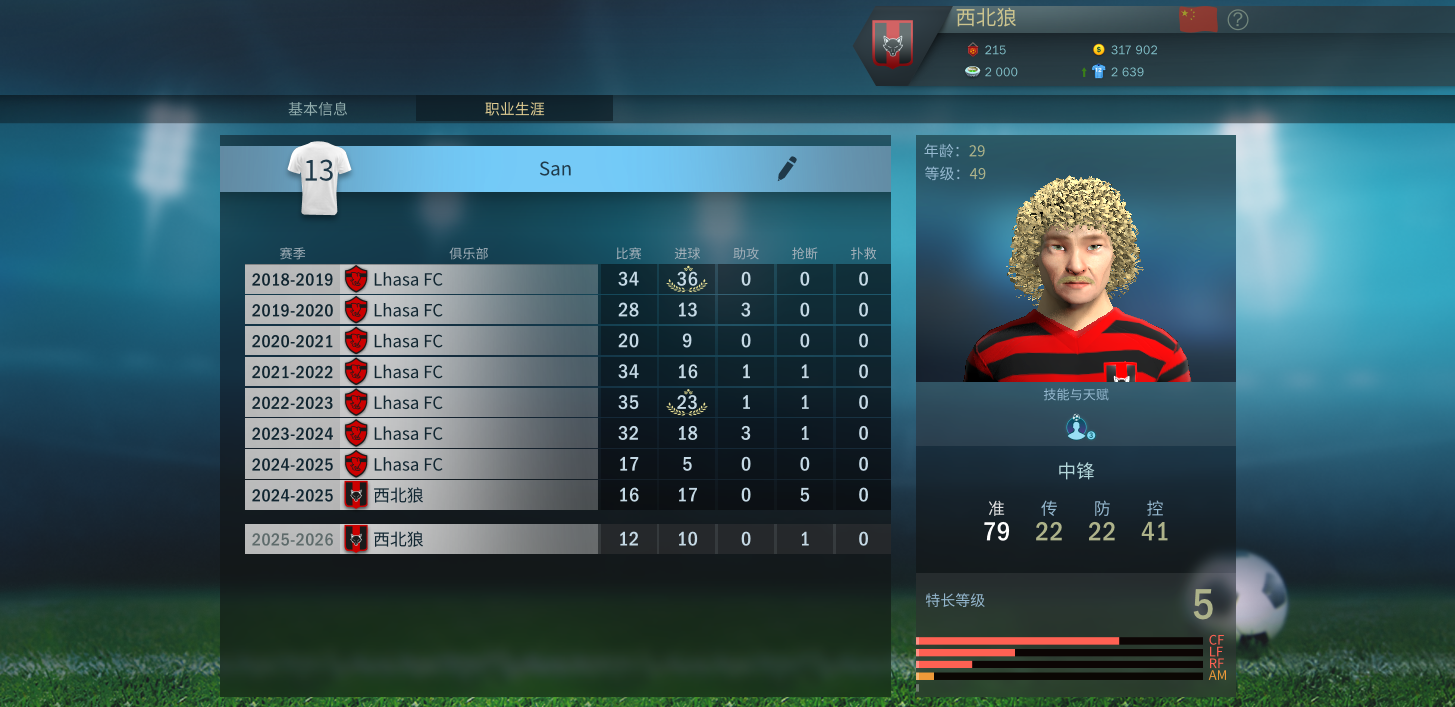 西北狼
215
317 902
2 000
2 639
基本信息 职业生涯
13 San
赛季 俱乐部 比赛 进球 助攻 抢断 扑救
2018-2019 Lhasa FC 34 36 0 0 0
2019-2020 Lhasa FC 28 13 3 0 0
2020-2021 Lhasa FC 20 9 0 0 0
2021-2022 Lhasa FC 34 16 1 1 0
2022-2023 Lhasa FC 35 23 1 1 0
2023-2024 Lhasa FC 32 18 3 1 0
2024-2025 Lhasa FC 17 5 0 0 0
2024-2025 西北狼 16 17 0 5 0
2025-2026 西北狼 12 10 0 1 0
年龄: 29
等级: 49
技能与天赋
3
中锋
准 传 防 控
79 22 22 41
特长等级 5
CF
LF
RF
AM